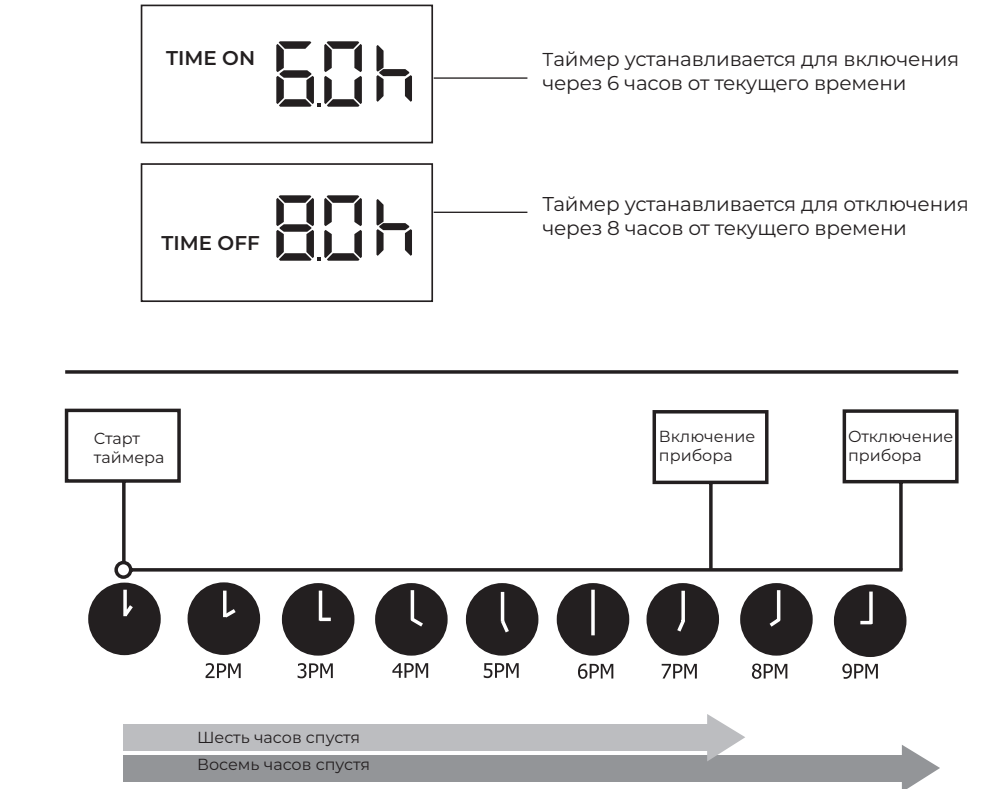 TIME ON 6.0h
Таймер устанавливается для включения
через 6 часов от текущего времени
TIME OFF 8.0h
Таймер устанавливается для отключения
через 8 часов от текущего времени
Старт
таймера
Включение
прибора
Отключение
прибора
2PM 3PM 4PM 5PM 6PM 7PM 8PM 9PM
Шесть часов спустя
Восемь часов спустя